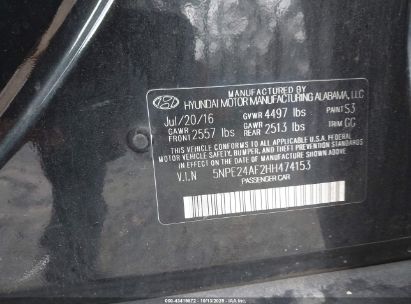 MANUFACTURED BY
HYUNDAI MOTOR MANUFACTURING ALABAMA, LLC
Jul/20/16 GVWR 4497 lbs PAINT S3
GAWR FRONT 2557 lbs GAWR REAR 2513 lbs TRIM GG
THIS VEHICLE CONFORMS TO ALL APPLICABLE U.S.A. FEDERAL
MOTOR VEHICLE SAFETY, BUMPER, AND THEFT
PREVENTION STANDARDS IN EFFECT ON THE DATE OF
MANUFACTURE SHOWN ABOVE.
V.I.N 5NPE24AF2HH474153
PASSENGER CAR